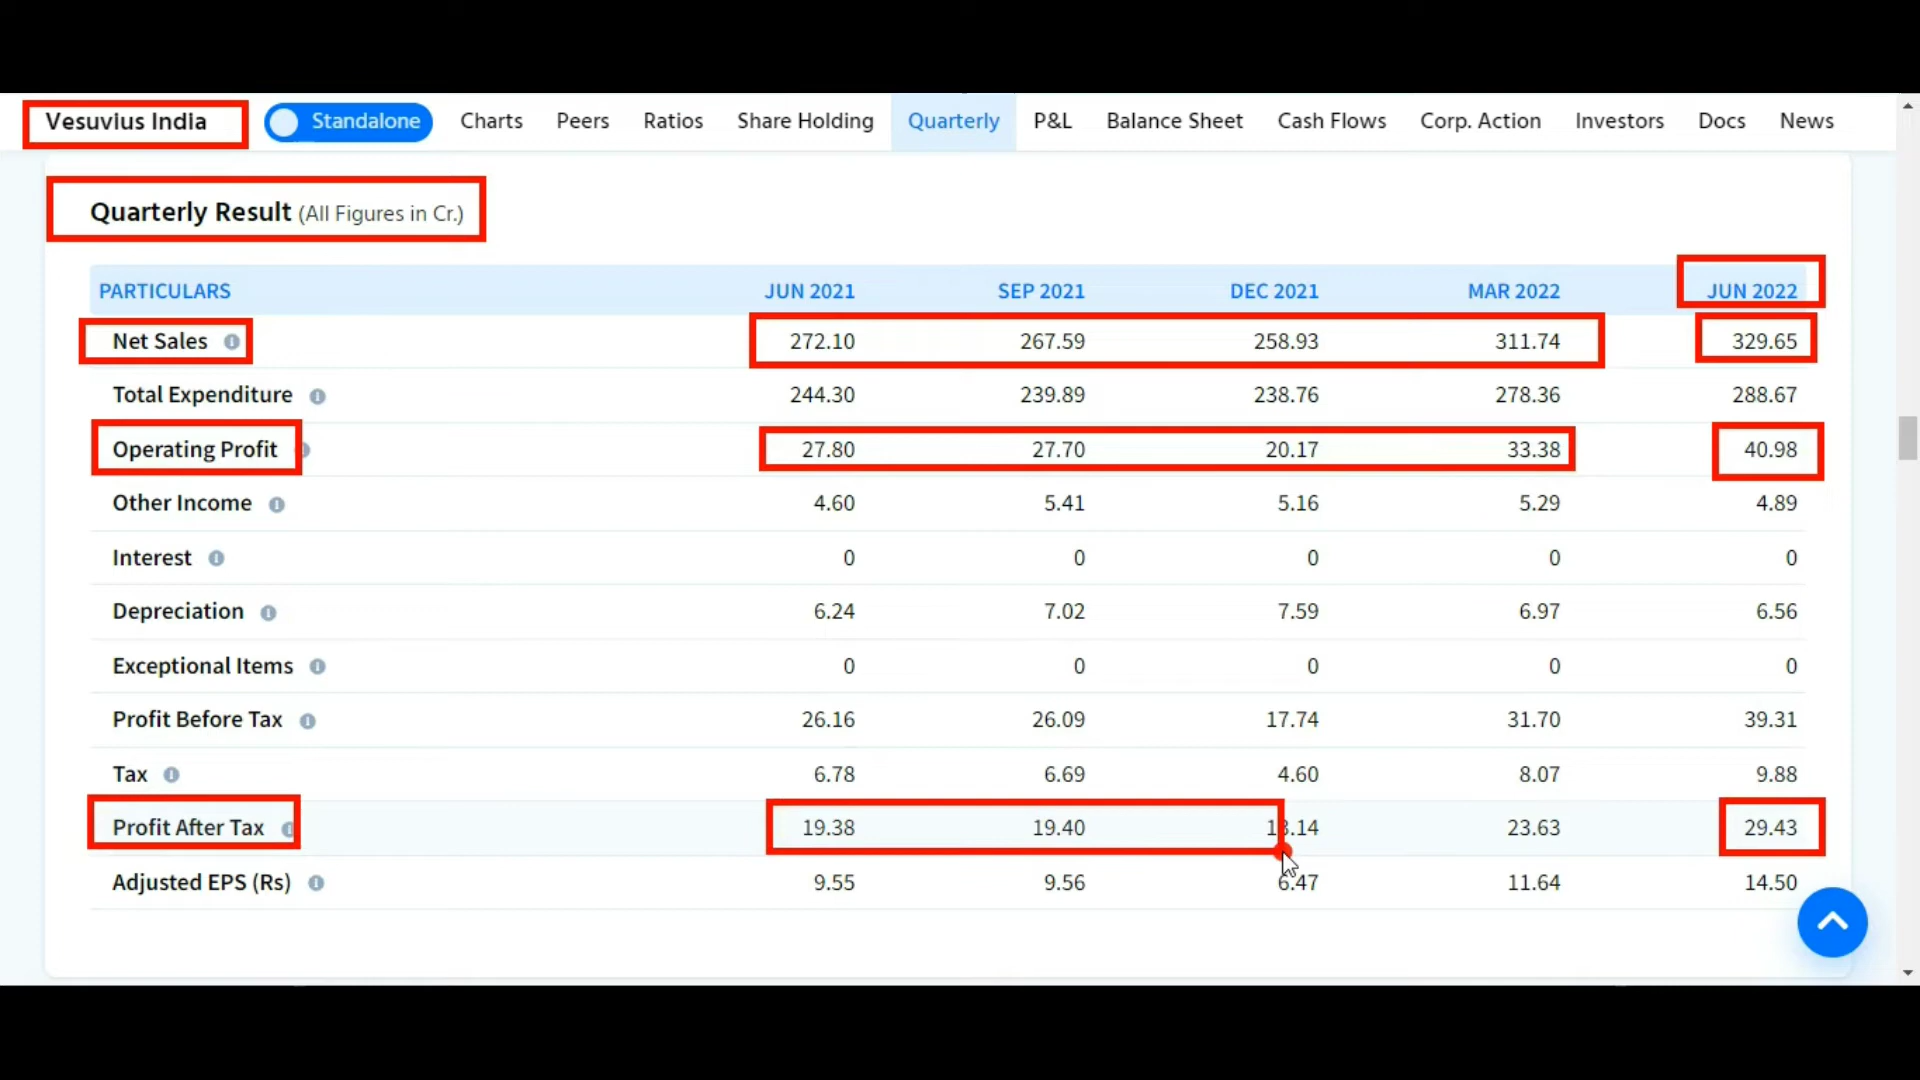 Vesuvius India Standalone Charts Peers Ratios Share Holding Quarterly P&L Balance Sheet Cash Flows Corp. Action Investors Docs News
Quarterly Result (All Figures in Cr.)
PARTICULARS JUN 2021 SEP 2021 DEC 2021 MAR 2022 JUN 2022
Net Sales 272.10 267.59 258.93 311.74 329.65
Total Expenditure 244.30 239.89 238.76 278.36 288.67
Operating Profit 27.80 27.70 20.17 33.38 40.98
Other Income 4.60 5.41 5.16 5.29 4.89
Interest 0 0 0 0 0
Depreciation 6.24 7.02 7.59 6.97 6.56
Exceptional Items 0 0 0 0 0
Profit Before Tax 26.16 26.09 17.74 31.70 39.31
Tax 6.78 6.69 4.60 8.07 9.88
Profit After Tax 19.38 19.40 13.14 23.63 29.43
Adjusted EPS (Rs) 9.55 9.56 6.47 11.64 14.50